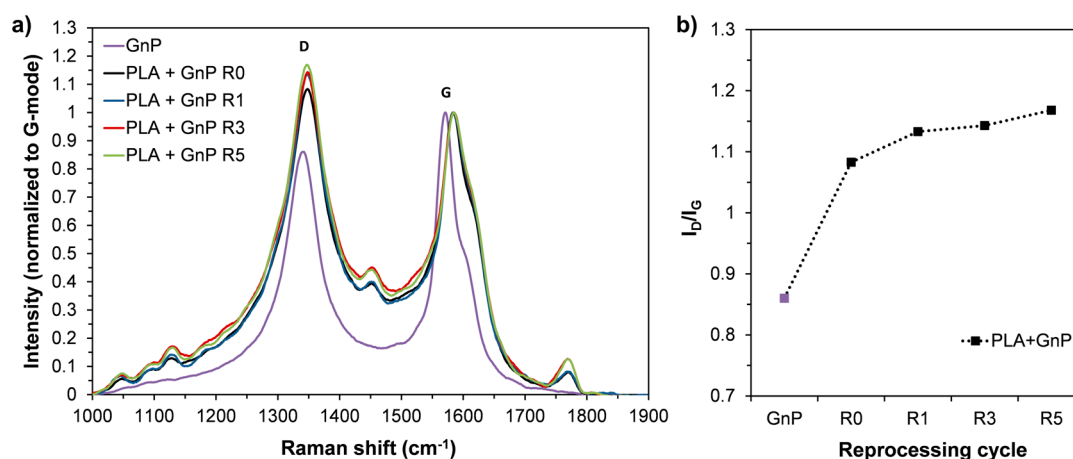 a)
Intensity (normalized to G-mode)
1.3
1.2
1.1
1
0.9
0.8
0.7
0.6
0.5
0.4
0.3
0.2
0.1
0
GnP
PLA + GnP R0
PLA + GnP R1
PLA + GnP R3
PLA + GnP R5
D
G
1000 1100 1200 1300 1400 1500 1600 1700 1800 1900
Raman shift (cm⁻¹)
b)
I_D/I_G
1.3
1.2
1.1
1
0.9
0.8
0.7
PLA+GnP
GnP R0 R1 R3 R5
Reprocessing cycle